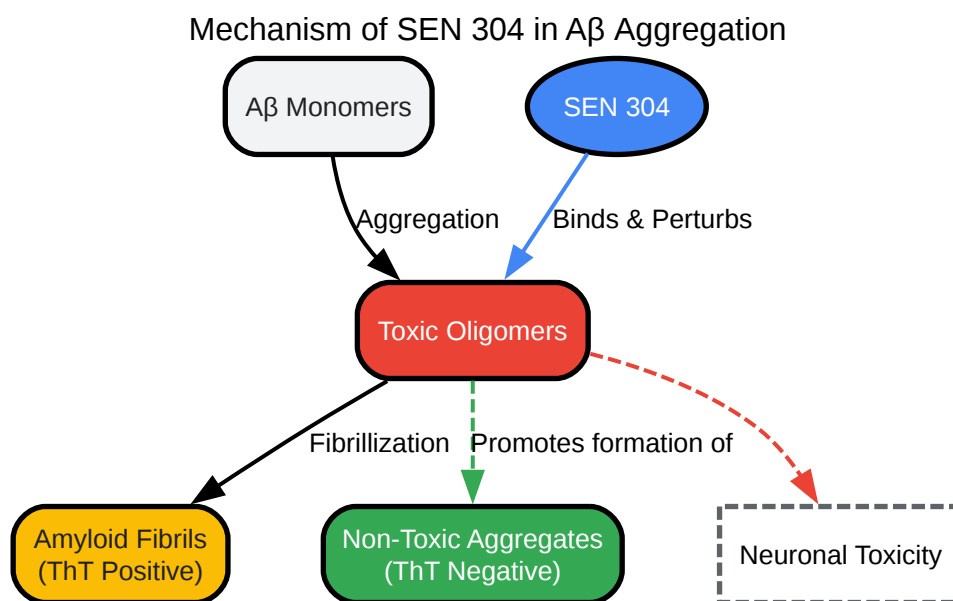 Mechanism of SEN 304 in Aβ Aggregation
Aβ Monomers
SEN 304
Aggregation
Binds & Perturbs
Toxic Oligomers
Fibrillization
Promotes formation of
Amyloid Fibrils
(ThT Positive)
Non-Toxic Aggregates
(ThT Negative)
Neuronal Toxicity